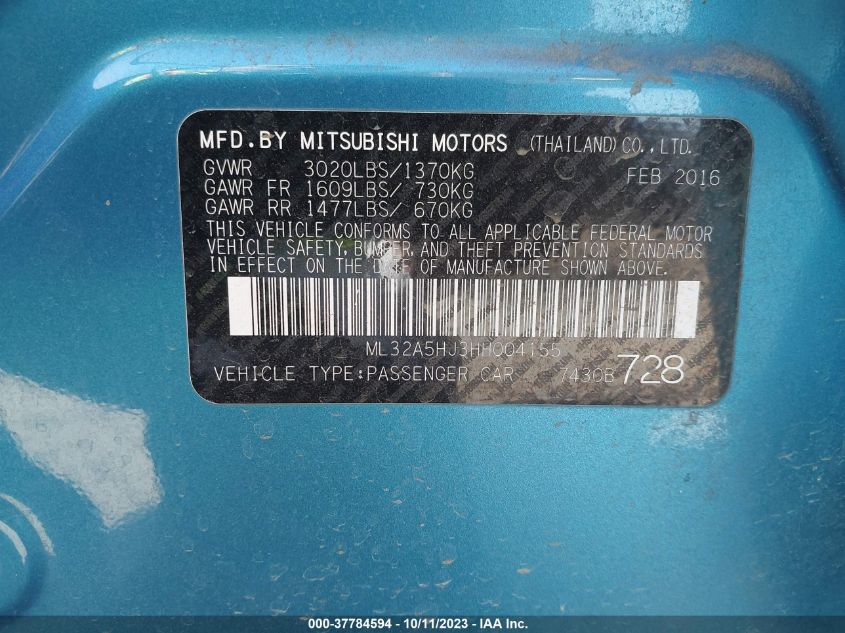 MFD.BY MITSUBISHI MOTORS (THAILAND) CO., LTD.
GVWR 3020LBS/1370KG FEB 2016
GAWR FR 1609LBS/ 730KG
GAWR RR 1477LBS/ 670KG
THIS VEHICLE CONFORMS TO ALL APPLICABLE FEDERAL MOTOR
VEHICLE SAFETY, BUMPER, AND THEFT PREVENTION STANDARDS
IN EFFECT ON THE DATE OF MANUFACTURE SHOWN ABOVE.
ML32A5HJ3HH004155
VEHICLE TYPE:PASSENGER CAR 743CB 728
000-37784594 - 10/11/2023 - IAA Inc.